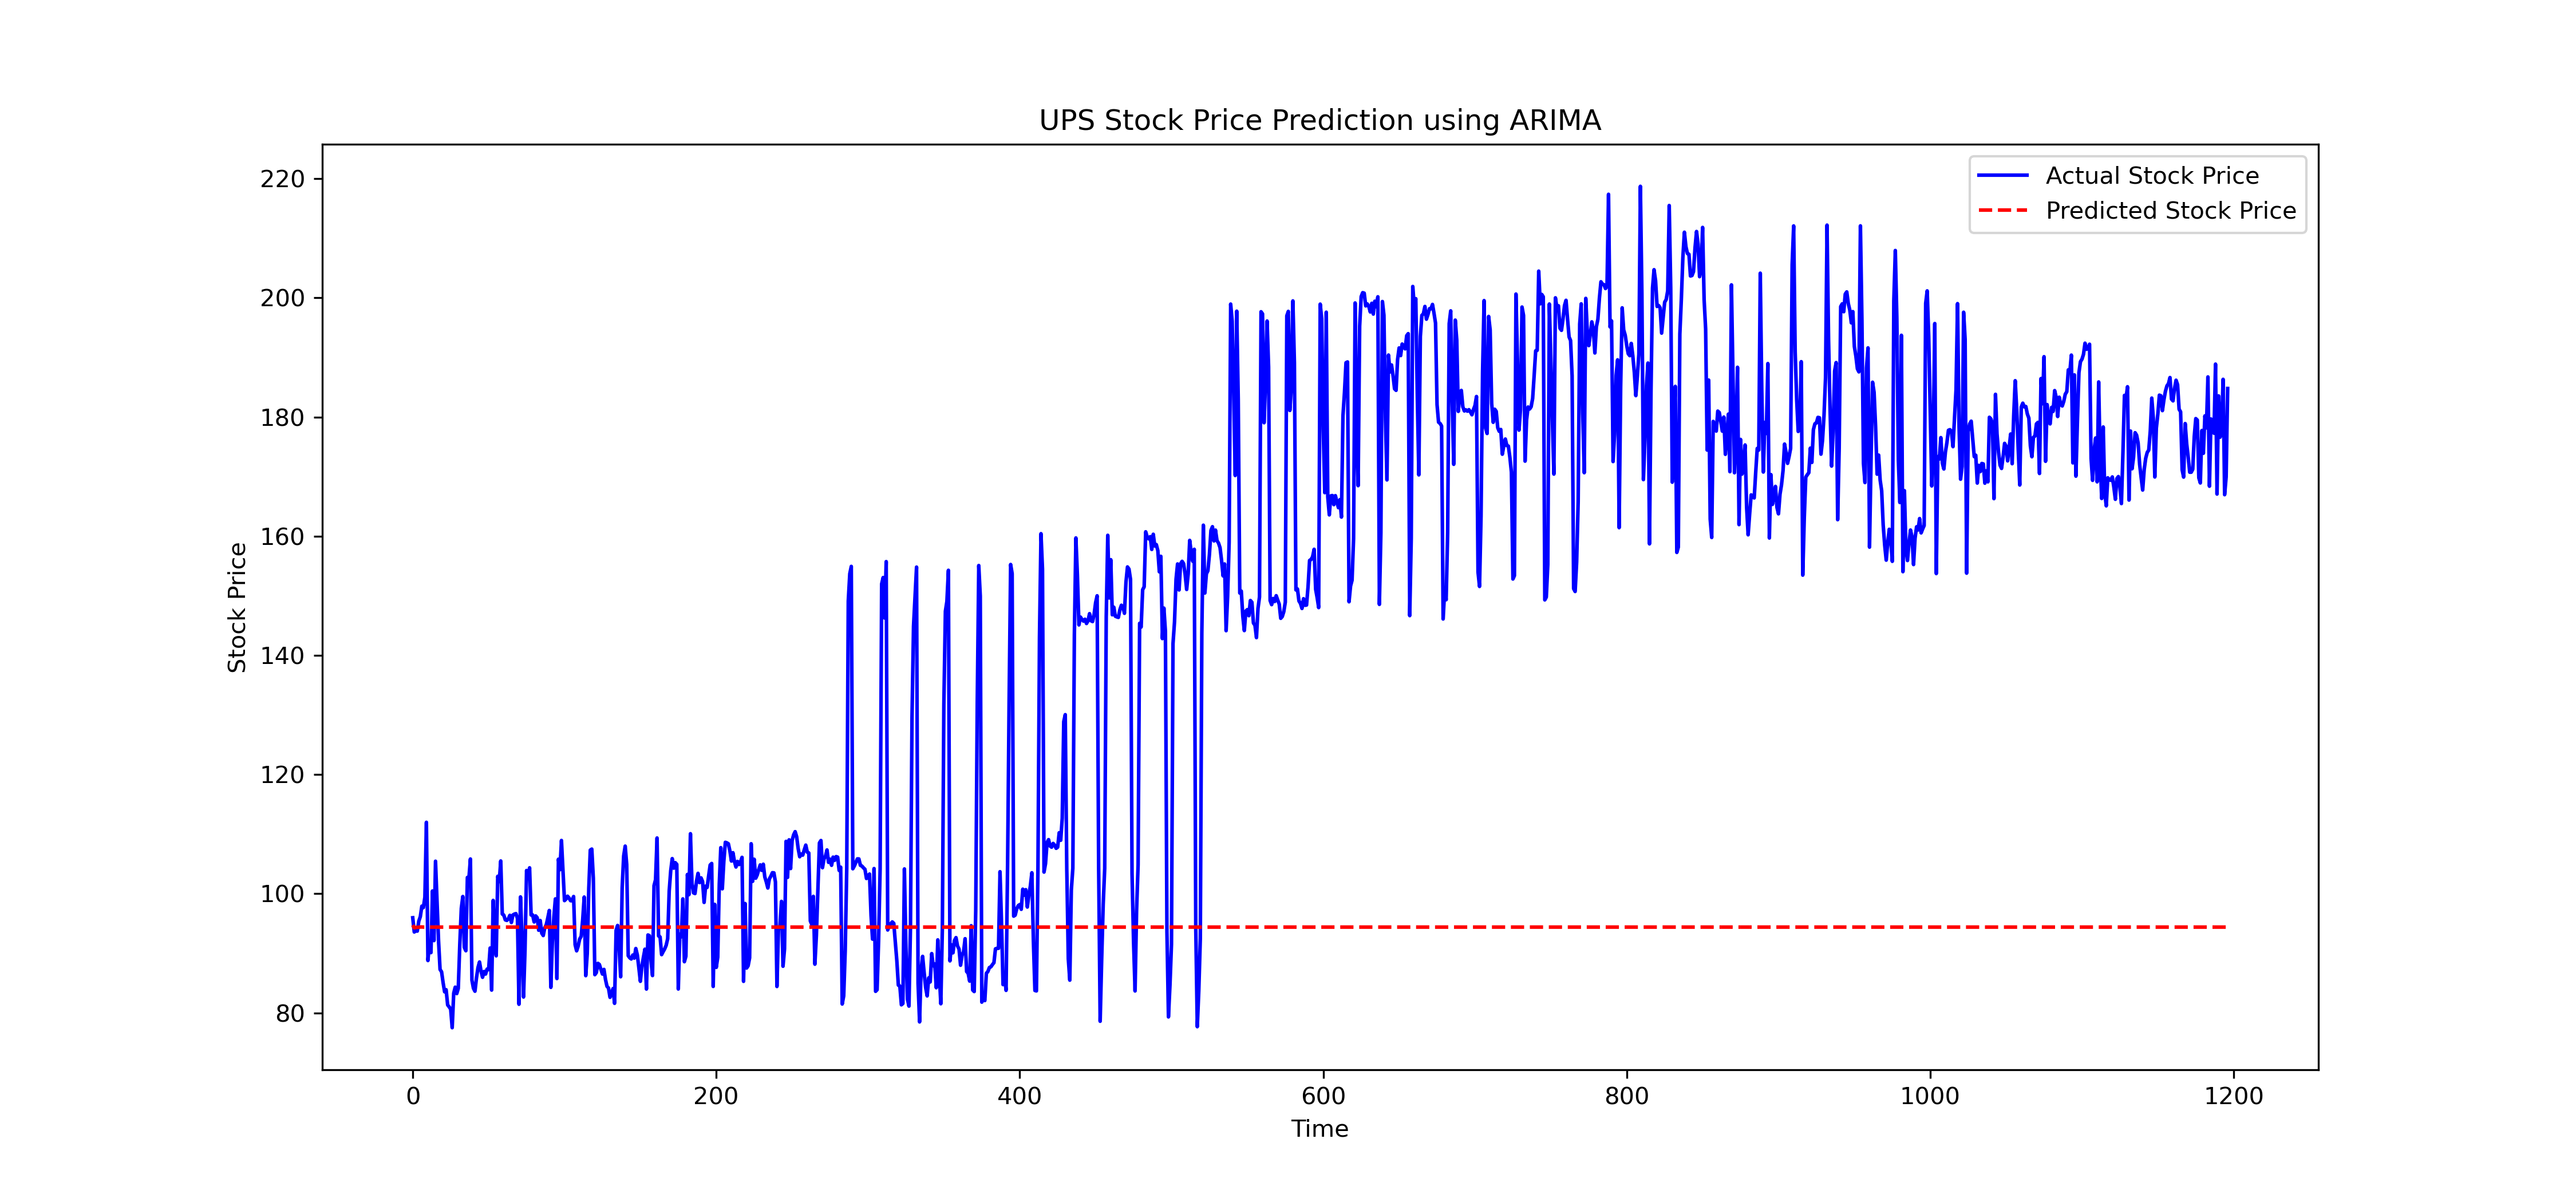 UPS Stock Price Prediction using ARIMA
Actual Stock Price
Predicted Stock Price
220
200
180
160
140
120
100
80
Stock Price
0 200 400 600 800 1000 1200
Time